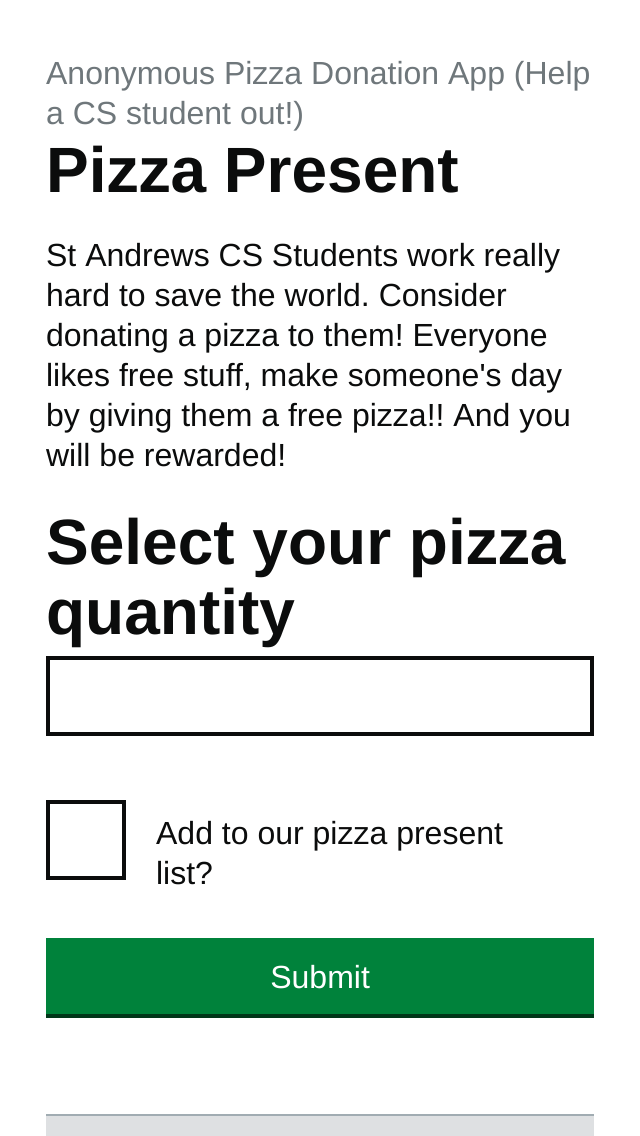 Anonymous Pizza Donation App (Help
a CS student out!)
Pizza Present
St Andrews CS Students work really
hard to save the world. Consider
donating a pizza to them! Everyone
likes free stuff, make someone's day
by giving them a free pizza!! And you
will be rewarded!
Select your pizza
quantity
Add to our pizza present
list?
Submit